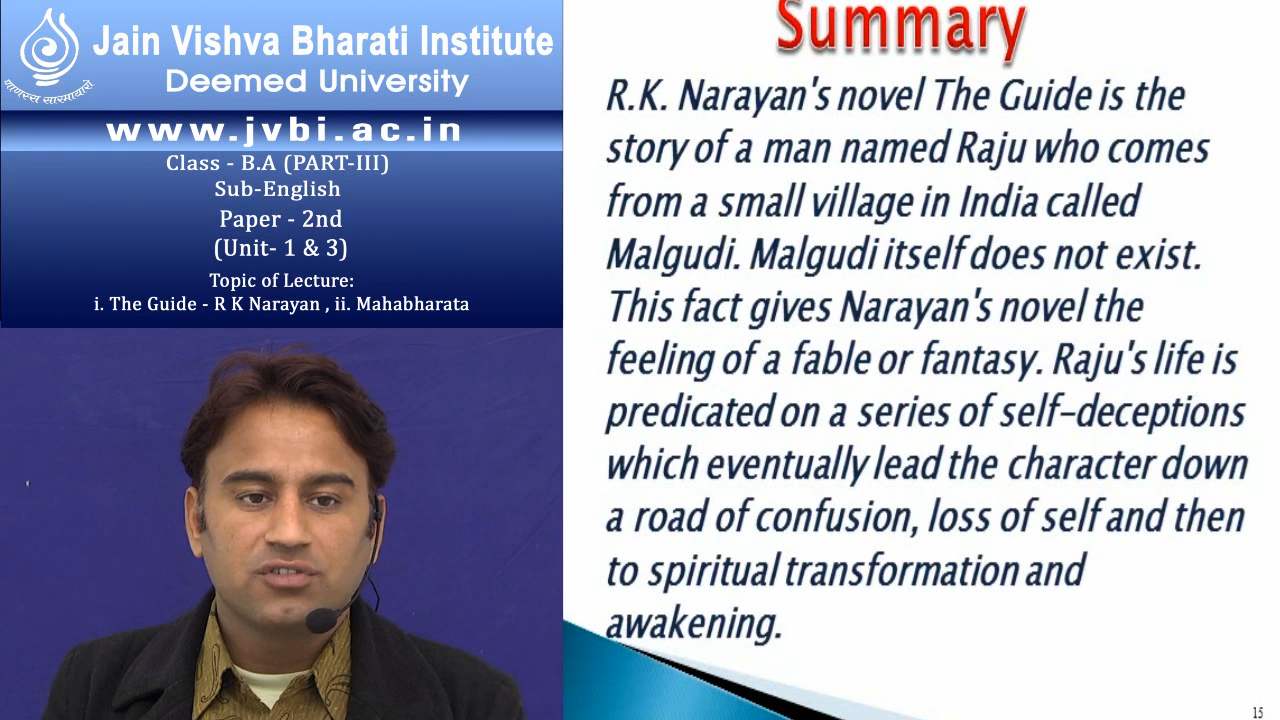 Jain Vishva Bharati Institute
Deemed University
णाणस्स सारमायारो
www.jvbi.ac.in
Class - B.A (PART-III)
Sub-English
Paper - 2nd
(Unit- 1 & 3)
Topic of Lecture:
i. The Guide - R K Narayan , ii. Mahabharata
Summary
R.K. Narayan's novel The Guide is the
story of a man named Raju who comes
from a small village in India called
Malgudi. Malgudi itself does not exist.
This fact gives Narayan's novel the
feeling of a fable or fantasy. Raju's life is
predicated on a series of self-deceptions
which eventually lead the character down
a road of confusion, loss of self and then
to spiritual transformation and
awakening.
15